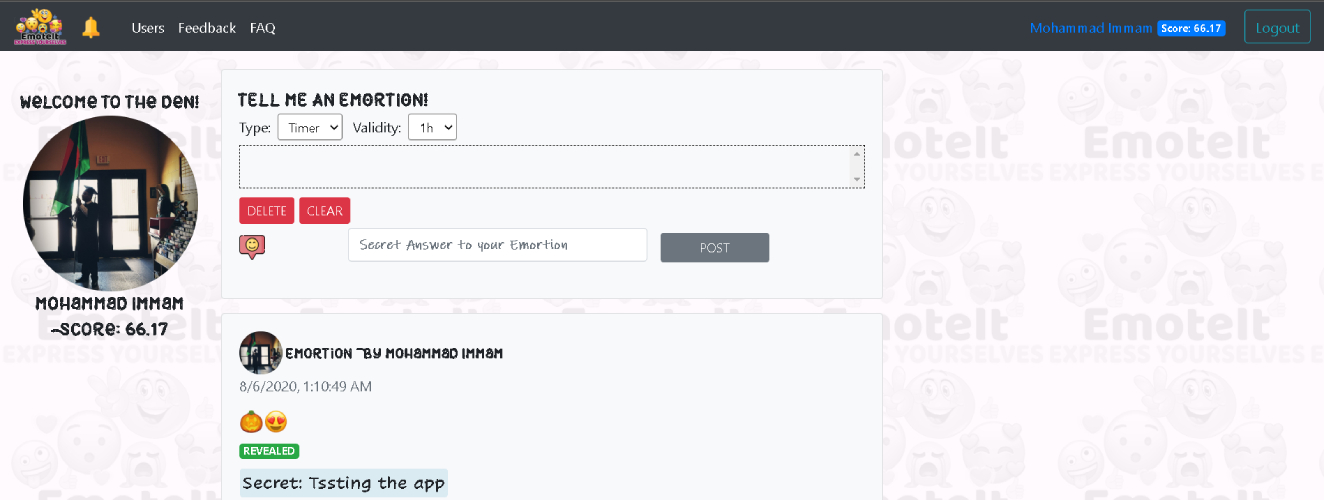 EmoteIt
EXPRESS YOURSELVES
Users Feedback FAQ
Mohammad Immam Score: 66.17 Logout
Welcome to the Den!
Mohammad Immam
~Score: 66.17
Tell me an Emortion!
Type: Timer Validity: 1h
DELETE CLEAR
Secret Answer to your Emortion POST
Emortion ~By Mohammad Immam
8/6/2020, 1:10:49 AM
REVEALED
Secret: Tssting the app
EmoteIt
EXPRESS YOURSELVES